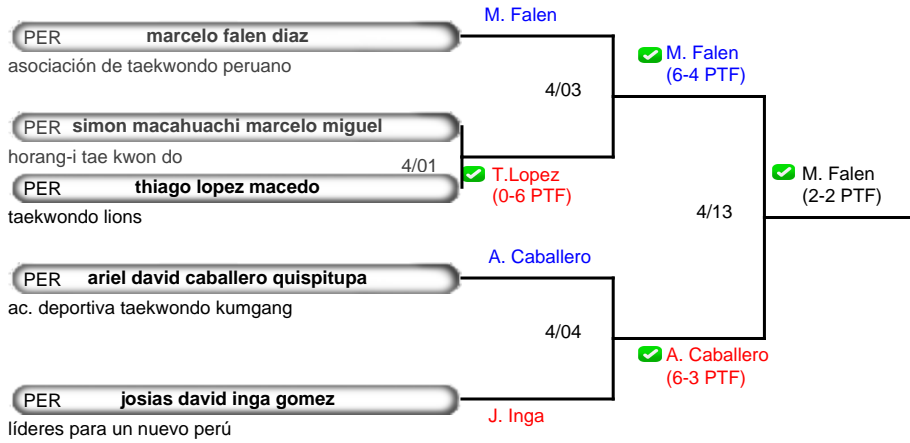 M. Falen
PER marcelo falen diaz
asociación de taekwondo peruano
M. Falen
(6-4 PTF)
4/03
PER simon macahuachi marcelo miguel
horang-i tae kwon do
4/01
T.Lopez
(0-6 PTF)
PER thiago lopez macedo
taekwondo lions
M. Falen
(2-2 PTF)
4/13
A. Caballero
PER ariel david caballero quispitupa
ac. deportiva taekwondo kumgang
4/04
A. Caballero
(6-3 PTF)
PER josias david inga gomez
J. Inga
líderes para un nuevo perú